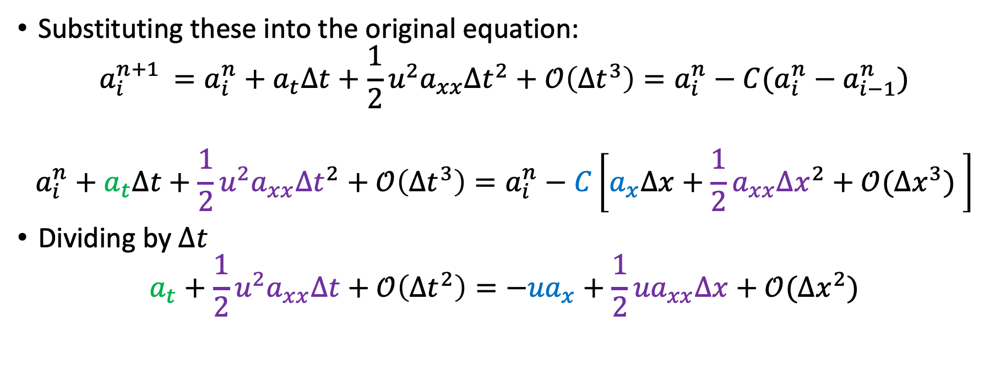 • Substituting these into the original equation:
$a_i^{n+1} = a_i^n + a_t \Delta t + \frac{1}{2} u^2 a_{xx} \Delta t^2 + \mathcal{O}(\Delta t^3) = a_i^n - C(a_i^n - a_{i-1}^n)$
$a_i^n + a_t \Delta t + \frac{1}{2} u^2 a_{xx} \Delta t^2 + \mathcal{O}(\Delta t^3) = a_i^n - C \left[ a_x \Delta x + \frac{1}{2} a_{xx} \Delta x^2 + \mathcal{O}(\Delta x^3) \right]$
• Dividing by $\Delta t$
$a_t + \frac{1}{2} u^2 a_{xx} \Delta t + \mathcal{O}(\Delta t^2) = -u a_x + \frac{1}{2} u a_{xx} \Delta x + \mathcal{O}(\Delta x^2)$